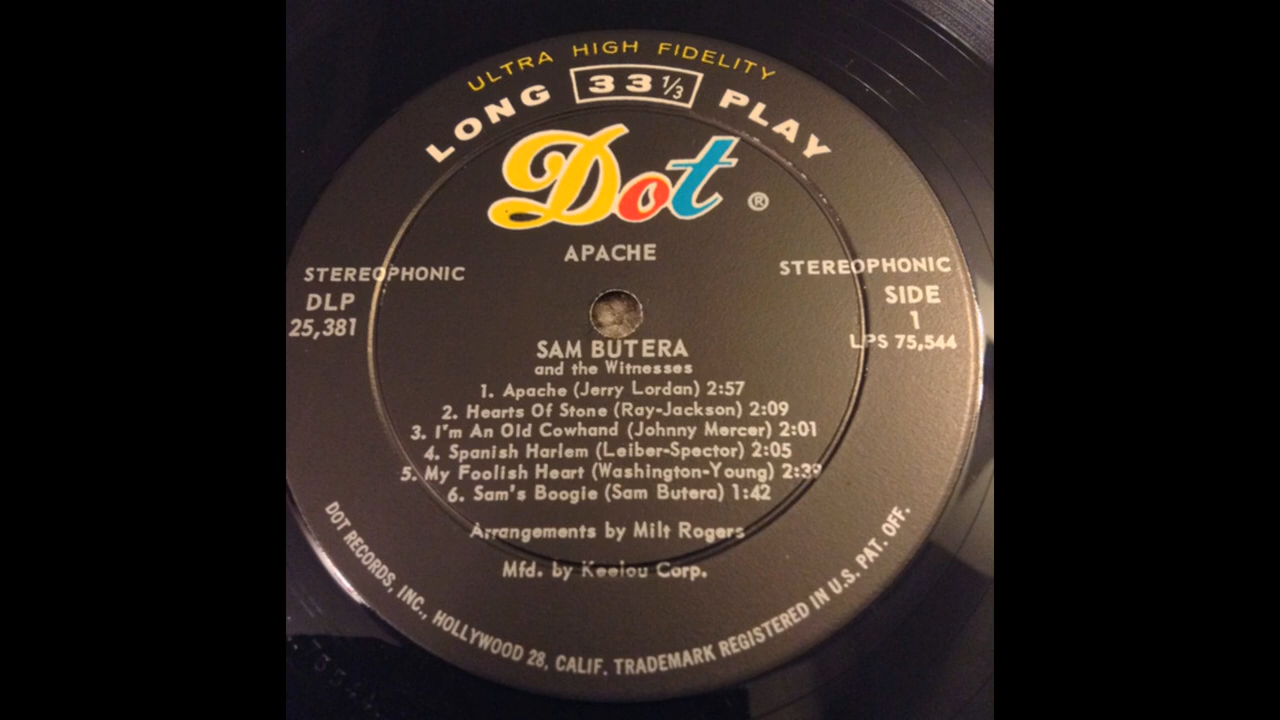 ULTRA HIGH FIDELITY
LONG 33 1/3 PLAY
Dot ®
APACHE
STEREOPHONIC
DLP
25,381
STEREOPHONIC
SIDE
1
LPS 75,544
SAM BUTERA
and the Witnesses
1. Apache (Jerry Lordan) 2:57
2. Hearts Of Stone (Ray-Jackson) 2:09
3. I'm An Old Cowhand (Johnny Mercer) 2:01
4. Spanish Harlem (Leiber-Spector) 2:05
5. My Foolish Heart (Washington-Young) 2:39
6. Sam's Boogie (Sam Butera) 1:42
Arrangements by Milt Rogers
Mfd. by Keelou Corp.
DOT RECORDS, INC., HOLLYWOOD 28, CALIF. TRADEMARK REGISTERED IN U.S. PAT. OFF.